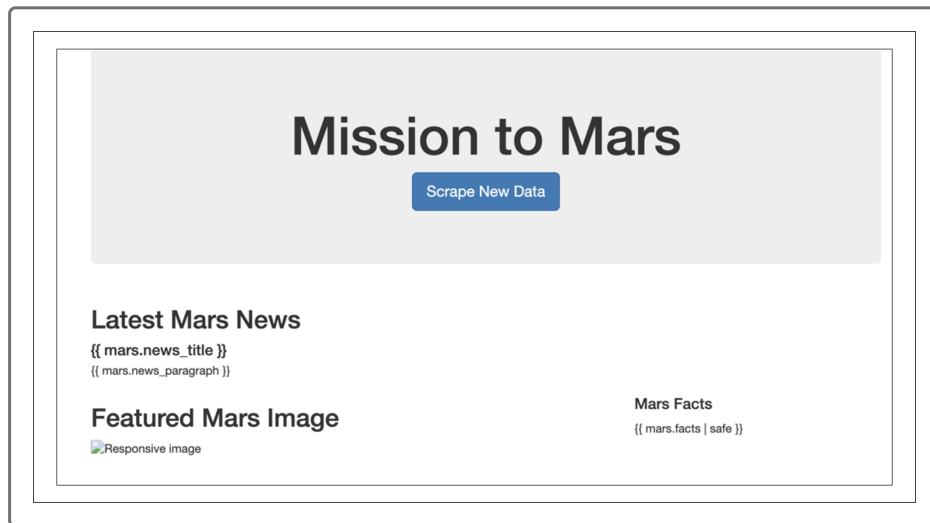 Mission to Mars
Scrape New Data
Latest Mars News
{{ mars.news_title }}
{{ mars.news_paragraph }}
Featured Mars Image
Responsive image
Mars Facts
{{ mars.facts | safe }}